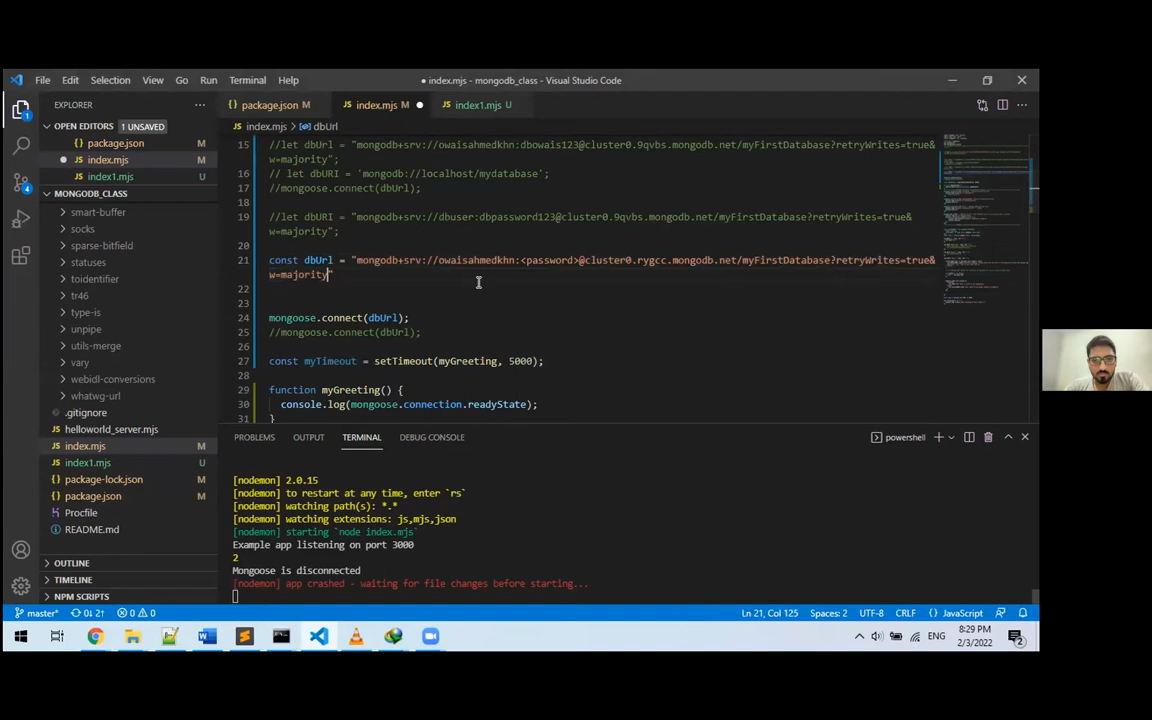 File Edit Selection View Go Run Terminal Help
● index.mjs - mongodb_class - Visual Studio Code
EXPLORER
OPEN EDITORS 1 UNSAVED
package.json M
index.mjs M
index1.mjs U
MONGODB_CLASS
smart-buffer
socks
sparse-bitfield
statuses
toidentifier
tr46
type-is
unpipe
utils-merge
vary
webidl-conversions
whatwg-url
.gitignore
helloworld_server.mjs
index.mjs M
index1.mjs U
package-lock.json
package.json M
Procfile
README.md
OUTLINE
TIMELINE
NPM SCRIPTS
package.json M index.mjs M ● index1.mjs U
index.mjs > dbUrl
15 //let dbUrl = "mongodb+srv://owaisahmedkhn:dbowais123@cluster0.9qvbs.mongodb.net/myFirstDatabase?retryWrites=true&
w=majority";
16 // let dbURI = 'mongodb://localhost/mydatabase';
17 //mongoose.connect(dbUrl);
18
19 //let dbURI = "mongodb+srv://dbuser:dbpassword123@cluster0.9qvbs.mongodb.net/myFirstDatabase?retryWrites=true&
w=majority";
20
21 const dbUrl = "mongodb+srv://owaisahmedkhn:<password>@cluster0.rygcc.mongodb.net/myFirstDatabase?retryWrites=true&
w=majority"
22
23
24 mongoose.connect(dbUrl);
25 //mongoose.connect(dbUrl);
26
27 const myTimeout = setTimeout(myGreeting, 5000);
28
29 function myGreeting() {
30 console.log(mongoose.connection.readyState);
31 }
PROBLEMS OUTPUT TERMINAL DEBUG CONSOLE
powershell
[nodemon] 2.0.15
[nodemon] to restart at any time, enter `rs`
[nodemon] watching path(s): *.*
[nodemon] watching extensions: js,mjs,json
[nodemon] starting `node index.mjs`
Example app listening on port 3000
2
Mongoose is disconnected
[nodemon] app crashed - waiting for file changes before starting...
master* 0↓ 2↑ 0 0
Ln 21, Col 125 Spaces: 2 UTF-8 CRLF JavaScript
ENG
8:29 PM
2/3/2022